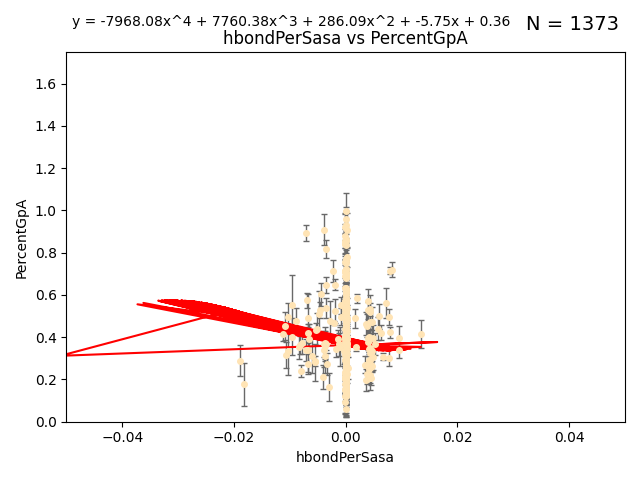 y = -7968.08x^4 + 7760.38x^3 + 286.09x^2 + -5.75x + 0.36
N = 1373
hbondPerSasa vs PercentGpA
PercentGpA
1.6
1.4
1.2
1.0
0.8
0.6
0.4
0.2
0.0
−0.04 −0.02 0.00 0.02 0.04
hbondPerSasa